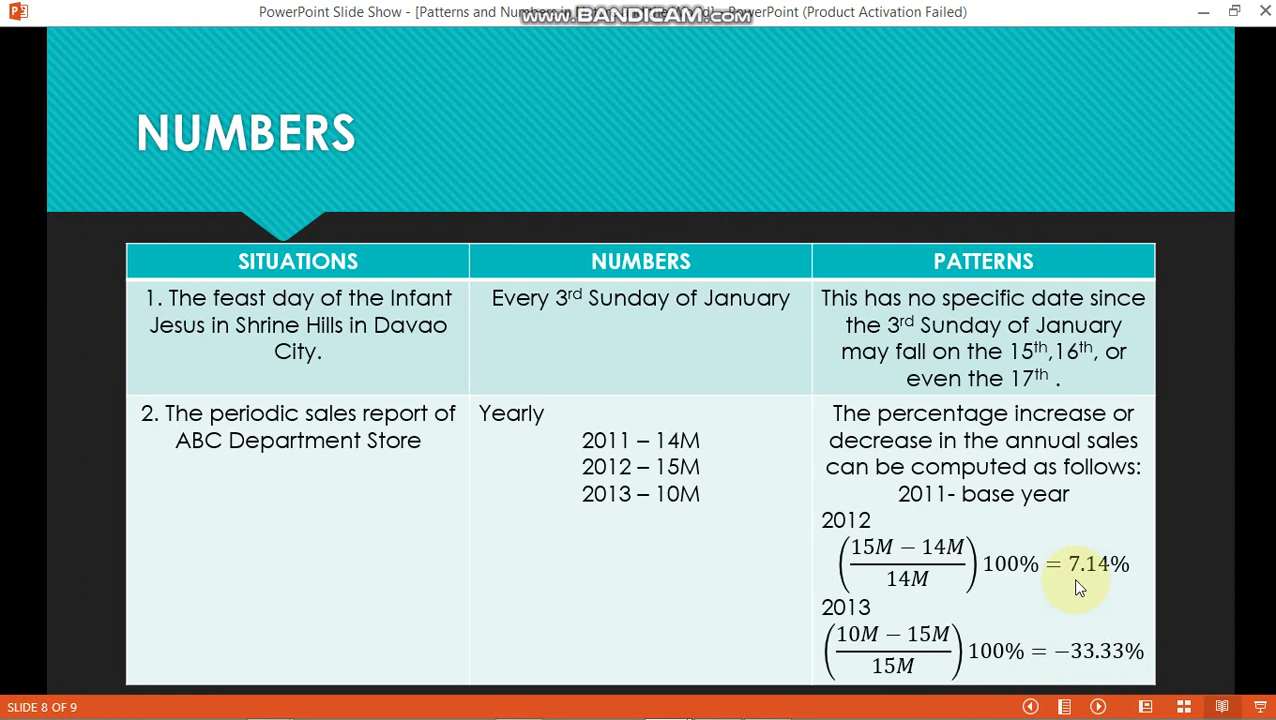 PowerPoint Slide Show - [Patterns and Numbers in
www.BANDICAM.com
- PowerPoint (Product Activation Failed)
NUMBERS
SITUATIONS
NUMBERS
PATTERNS
1. The feast day of the Infant
Jesus in Shrine Hills in Davao
City.
Every 3rd Sunday of January
This has no specific date since
the 3rd Sunday of January
may fall on the 15th,16th, or
even the 17th .
2. The periodic sales report of
ABC Department Store
Yearly
2011 – 14M
2012 – 15M
2013 – 10M
The percentage increase or
decrease in the annual sales
can be computed as follows:
2011- base year
2012
(15M − 14M / 14M) 100% = 7.14%
2013
(10M − 15M / 15M) 100% = −33.33%
SLIDE 8 OF 9